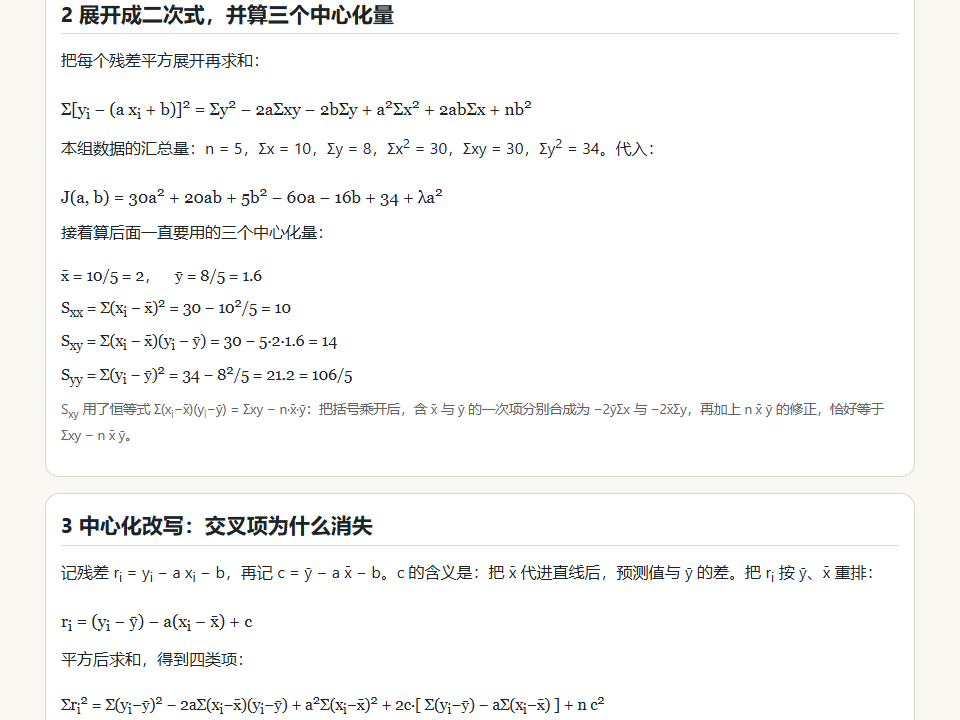 2 展开成二次式，并算三个中心化量
把每个残差平方展开再求和：
Σ[yᵢ − (a xᵢ + b)]² = Σy² − 2aΣxy − 2bΣy + a²Σx² + 2abΣx + nb²
本组数据的汇总量：n = 5，Σx = 10，Σy = 8，Σx² = 30，Σxy = 30，Σy² = 34。代入：
J(a, b) = 30a² + 20ab + 5b² − 60a − 16b + 34 + λa²
接着算后面一直要用的三个中心化量：
x̄ = 10/5 = 2， ȳ = 8/5 = 1.6
Sxx = Σ(xᵢ − x̄)² = 30 − 10²/5 = 10
Sxy = Σ(xᵢ − x̄)(yᵢ − ȳ) = 30 − 5·2·1.6 = 14
Syy = Σ(yᵢ − ȳ)² = 34 − 8²/5 = 21.2 = 106/5
Sxy 用了恒等式 Σ(xᵢ−x̄)(yᵢ−ȳ) = Σxy − n·x̄·ȳ：把括号乘开后，含 x̄ 与 ȳ 的一次项分别合成为 −2ȳΣx 与 −2x̄Σy，再加上 n x̄ ȳ 的修正，恰好等于
Σxy − n x̄ ȳ。
3 中心化改写：交叉项为什么消失
记残差 rᵢ = yᵢ − a xᵢ − b，再记 c = ȳ − a x̄ − b。c 的含义是：把 x̄ 代进直线后，预测值与 ȳ 的差。把 rᵢ 按 ȳ、x̄ 重排：
rᵢ = (yᵢ − ȳ) − a(xᵢ − x̄) + c
平方后求和，得到四类项：
Σrᵢ² = Σ(yᵢ−ȳ)² − 2aΣ(xᵢ−x̄)(yᵢ−ȳ) + a²Σ(xᵢ−x̄)² + 2c·[ Σ(yᵢ−ȳ) − aΣ(xᵢ−x̄) ] + n c²